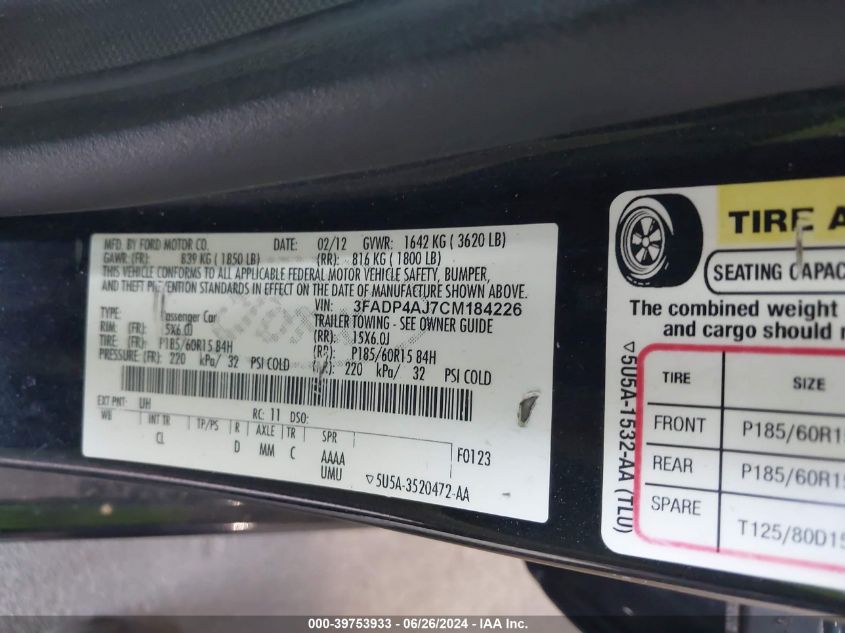 MFD. BY FORD MOTOR CO. DATE: 02/12 GVWR: 1642 KG ( 3620 LB)
GAWR: (FR): 839 KG ( 1850 LB) (RR): 816 KG ( 1800 LB)
THIS VEHICLE CONFORMS TO ALL APPLICABLE FEDERAL MOTOR VEHICLE SAFETY, BUMPER,
AND THEFT PREVENTION STANDARDS IN EFFECT ON THE DATE OF MANUFACTURE SHOWN ABOVE.
VIN: 3FADP4AJ7CM184226
TYPE: Passenger Car TRAILER TOWING - SEE OWNER GUIDE
RIM: (FR): 15X6.0J (RR): 15X6.0J
TIRE: (FR): P185/60R15 84H (RR): P185/60R15 84H
PRESSURE: (FR): 220 kPa/ 32 PSI COLD 220 kPa/ 32 PSI COLD
EXT PNT: UH RC: 11 DSO:
WB INT TR TP/PS R AXLE TR SPR
CL D MM C AAAA F0123
UMU ▽5U5A-3520472-AA
TIRE A
SEATING CAPAC
The combined weight
and cargo should
TIRE SIZE
FRONT P185/60R15
REAR P185/60R15
SPARE T125/80D15
▽5U5A-1532-AA (TLU)
000-39753933 - 06/26/2024 - IAA Inc.